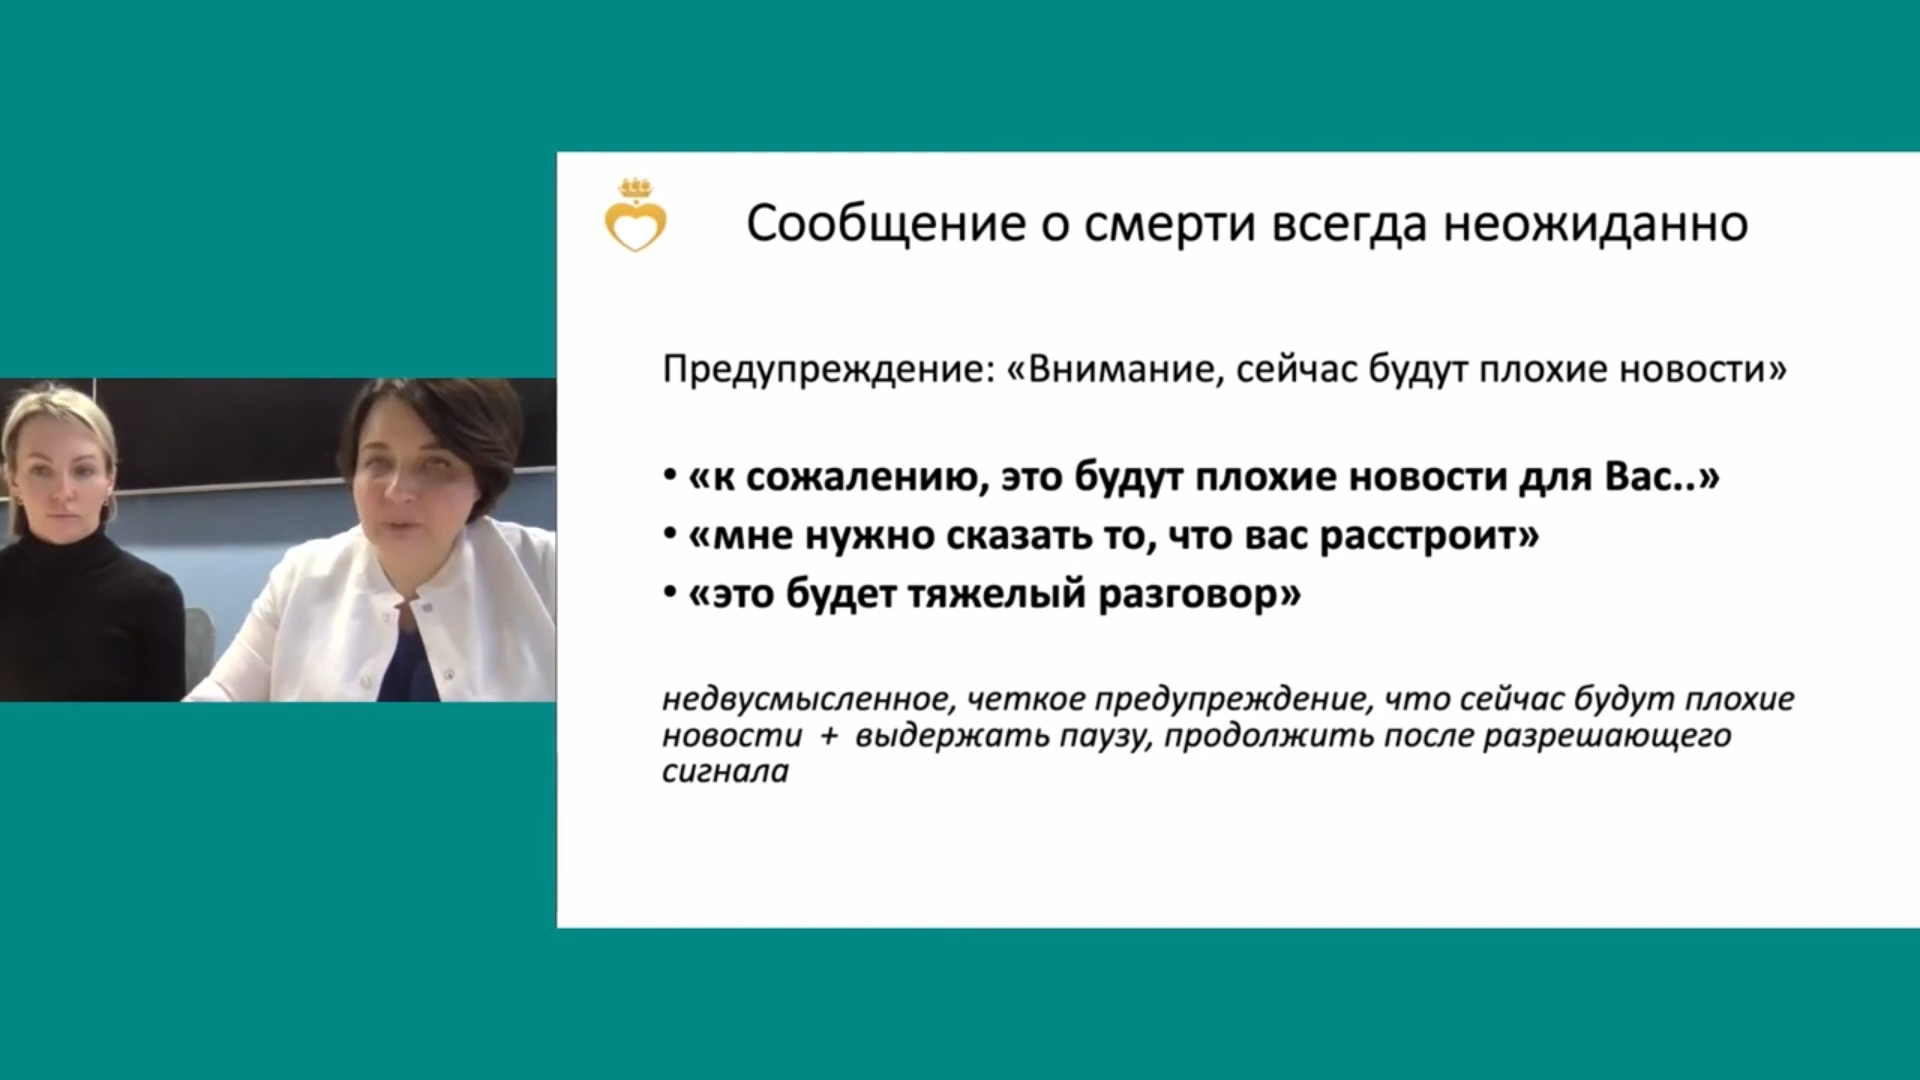 Сообщение о смерти всегда неожиданно
Предупреждение: «Внимание, сейчас будут плохие новости»
• «к сожалению, это будут плохие новости для Вас..»
• «мне нужно сказать то, что вас расстроит»
• «это будет тяжелый разговор»
недвусмысленное, четкое предупреждение, что сейчас будут плохие
новости + выдержать паузу, продолжить после разрешающего
сигнала